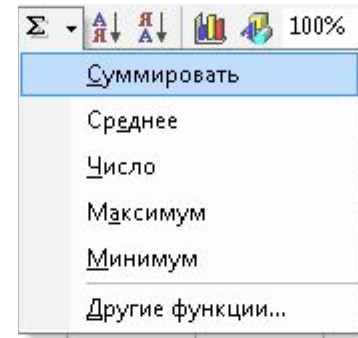 Σ А Я Я А 100%
Суммировать
Среднее
Число
Максимум
Минимум
Другие функции...